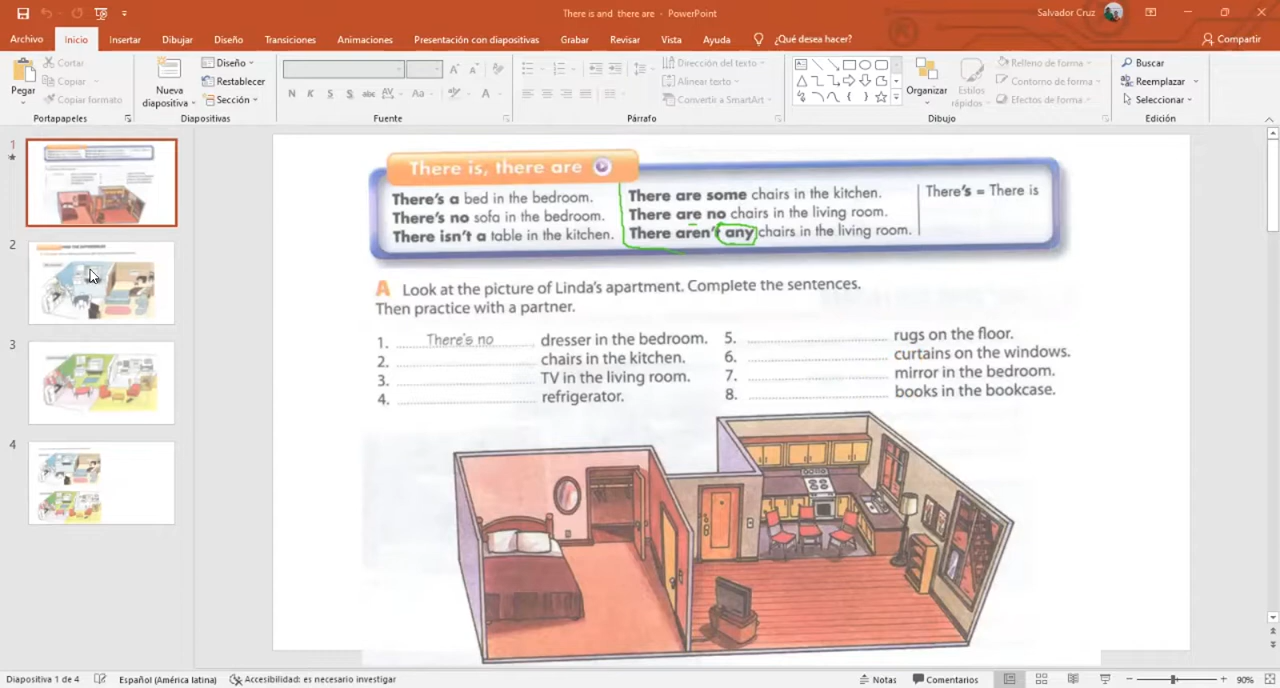 There is and there are - PowerPoint
Salvador Cruz
Archivo Inicio Insertar Dibujar Diseño Transiciones Animaciones Presentación con diapositivas Grabar Revisar Vista Ayuda ¿Qué desea hacer? Compartir
Pegar
Cortar
Copiar
Copiar formato
Portapapeles
Nueva diapositiva
Diseño
Restablecer
Sección
Diapositivas
N K S S abc AV Aa A
Fuente
Dirección del texto
Alinear texto
Convertir a SmartArt
Párrafo
Organizar
Estilos rápidos
Relleno de forma
Contorno de forma
Efectos de forma
Dibujo
Buscar
Reemplazar
Seleccionar
Edición
1
2
3
4
There is, there are
There's a bed in the bedroom.
There's no sofa in the bedroom.
There isn't a table in the kitchen.
There are some chairs in the kitchen.
There are no chairs in the living room.
There aren't any chairs in the living room.
There's = There is
A Look at the picture of Linda's apartment. Complete the sentences.
Then practice with a partner.
1. There's no dresser in the bedroom.
2. chairs in the kitchen.
3. TV in the living room.
4. refrigerator.
5. rugs on the floor.
6. curtains on the windows.
7. mirror in the bedroom.
8. books in the bookcase.
Diapositiva 1 de 4 Español (América latina) Accesibilidad: es necesario investigar Notas Comentarios 90%